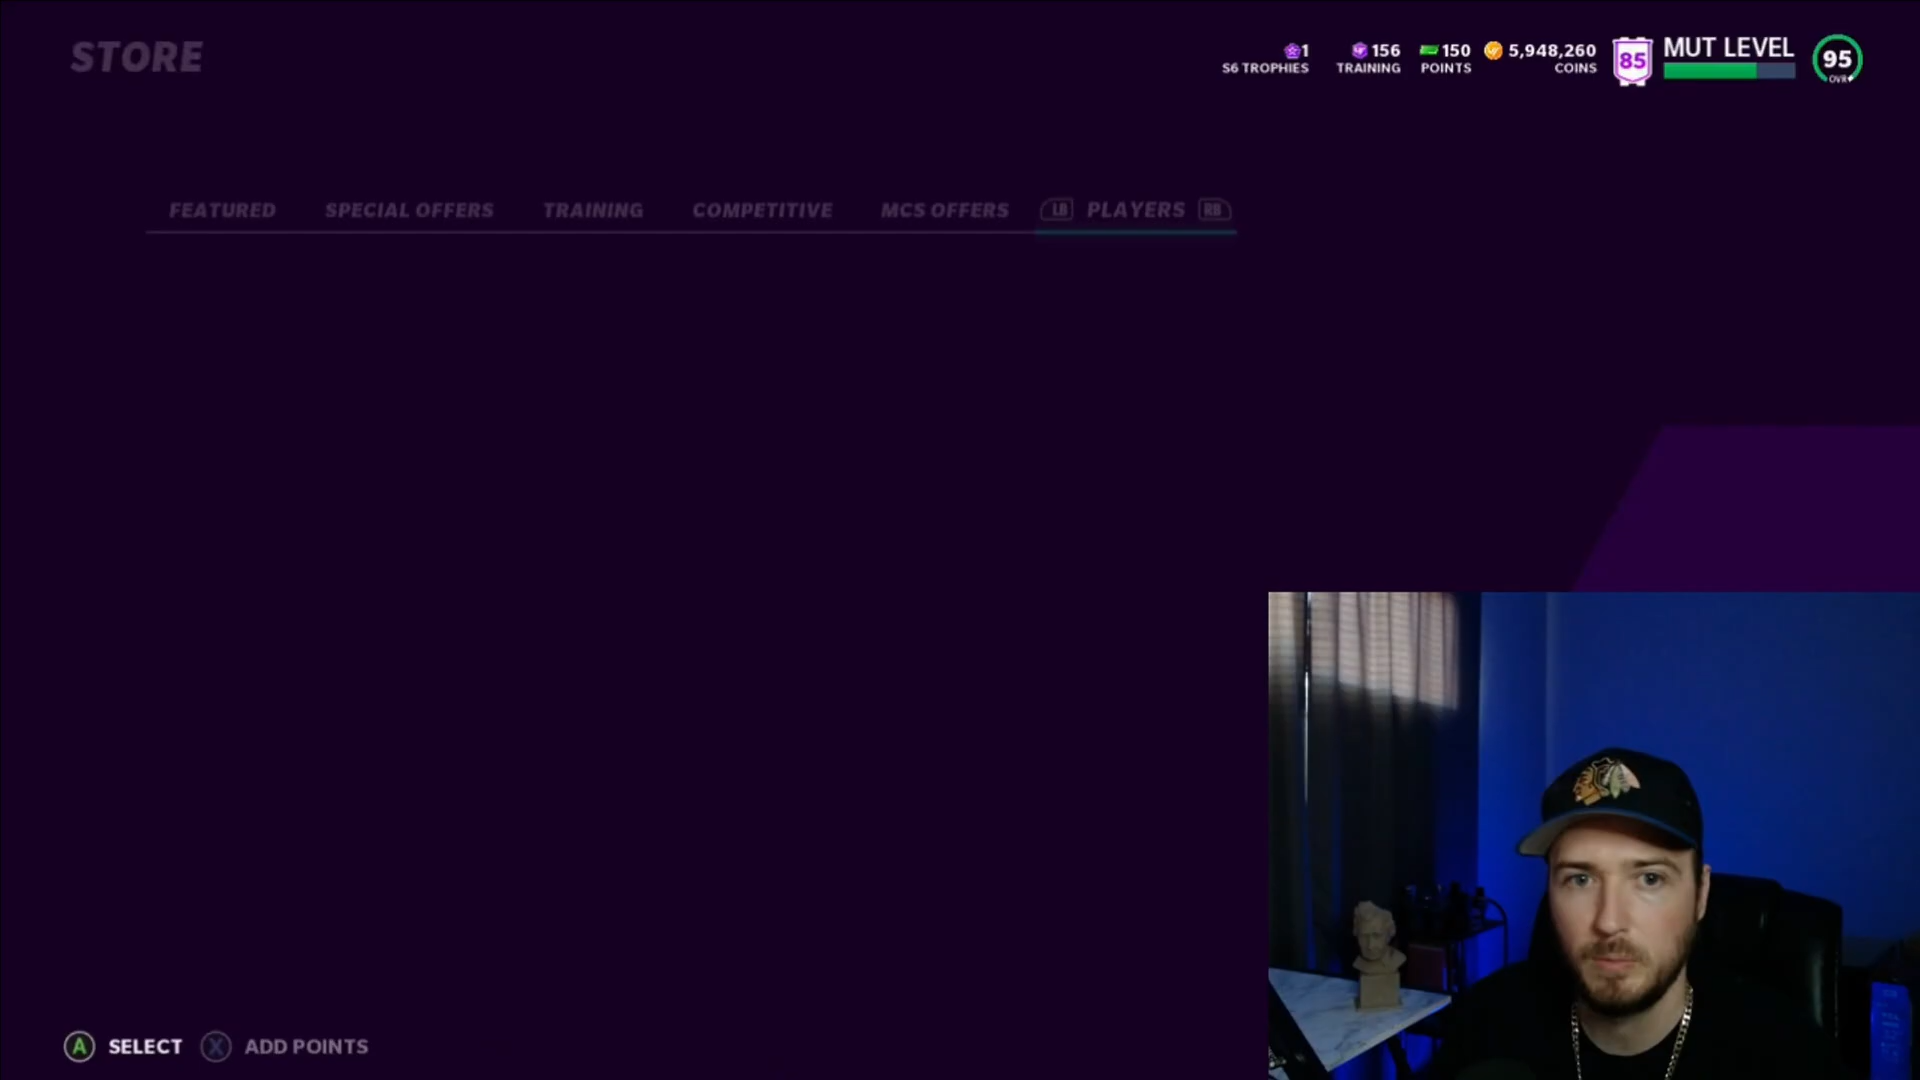 STORE
1
S6 TROPHIES
156
TRAINING
150
POINTS
5,948,260
COINS
85
MUT LEVEL
95
OVR
FEATURED
SPECIAL OFFERS
TRAINING
COMPETITIVE
MCS OFFERS
LB
PLAYERS
RB
A
SELECT
X
ADD POINTS